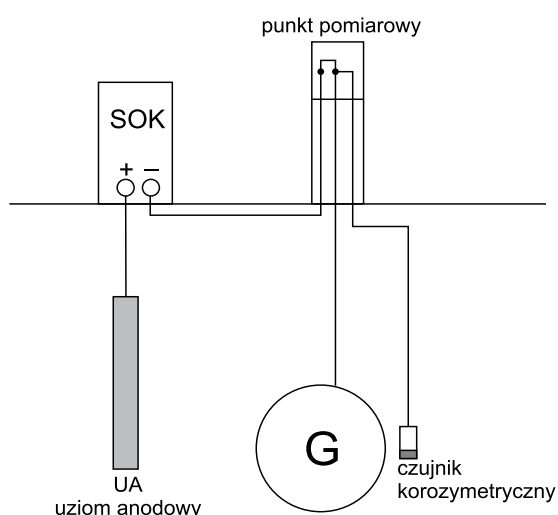 punkt pomiarowy
SOK
+ −
G
czujnik
korozymetryczny
UA
uziom anodowy